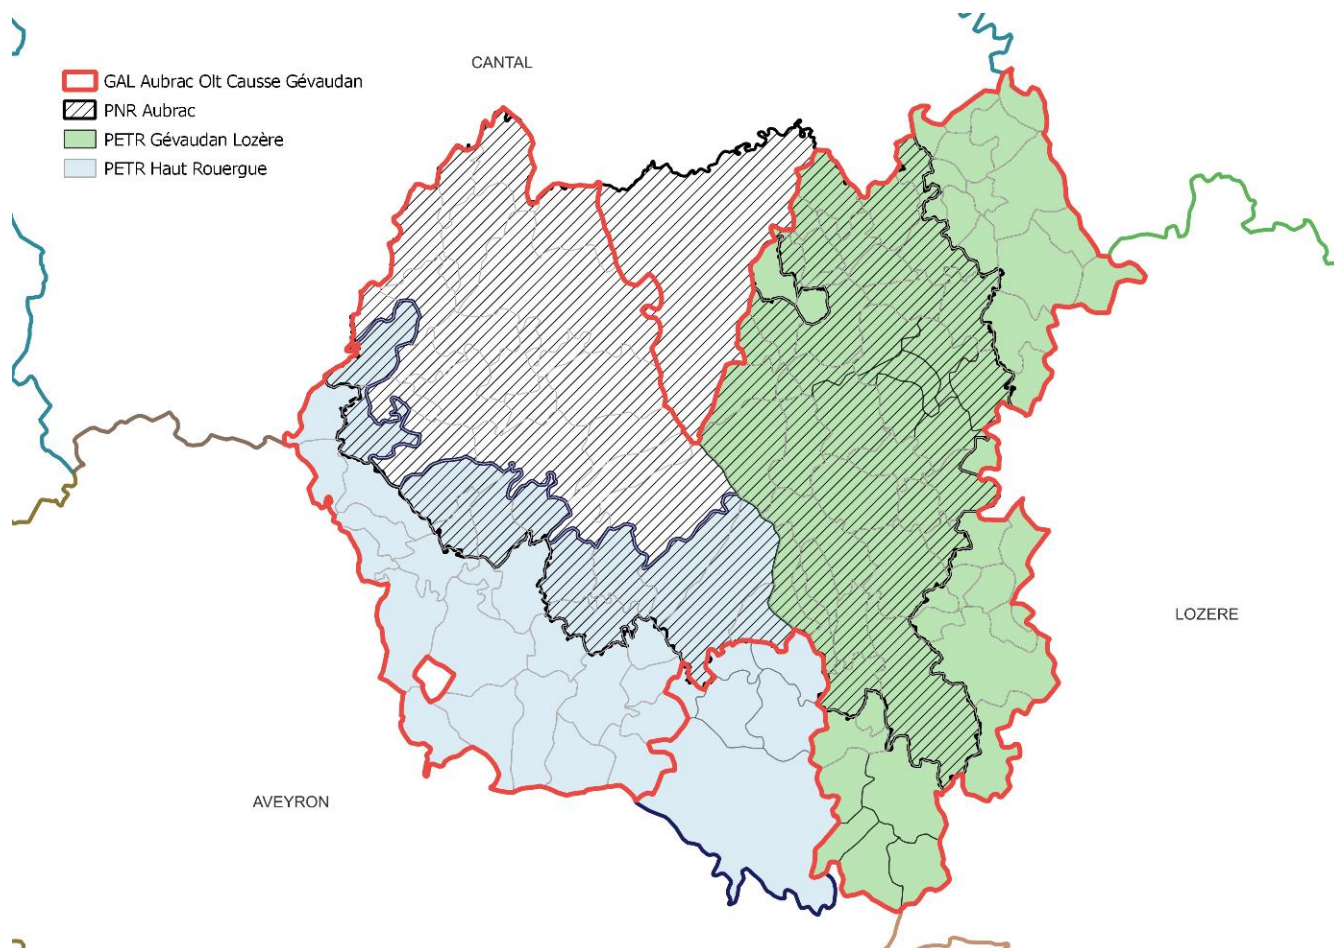 CANTAL
GAL Aubrac Olt Causse Gévaudan
PNR Aubrac
PETR Gévaudan Lozère
PETR Haut Rouergue
LOZERE
AVEYRON